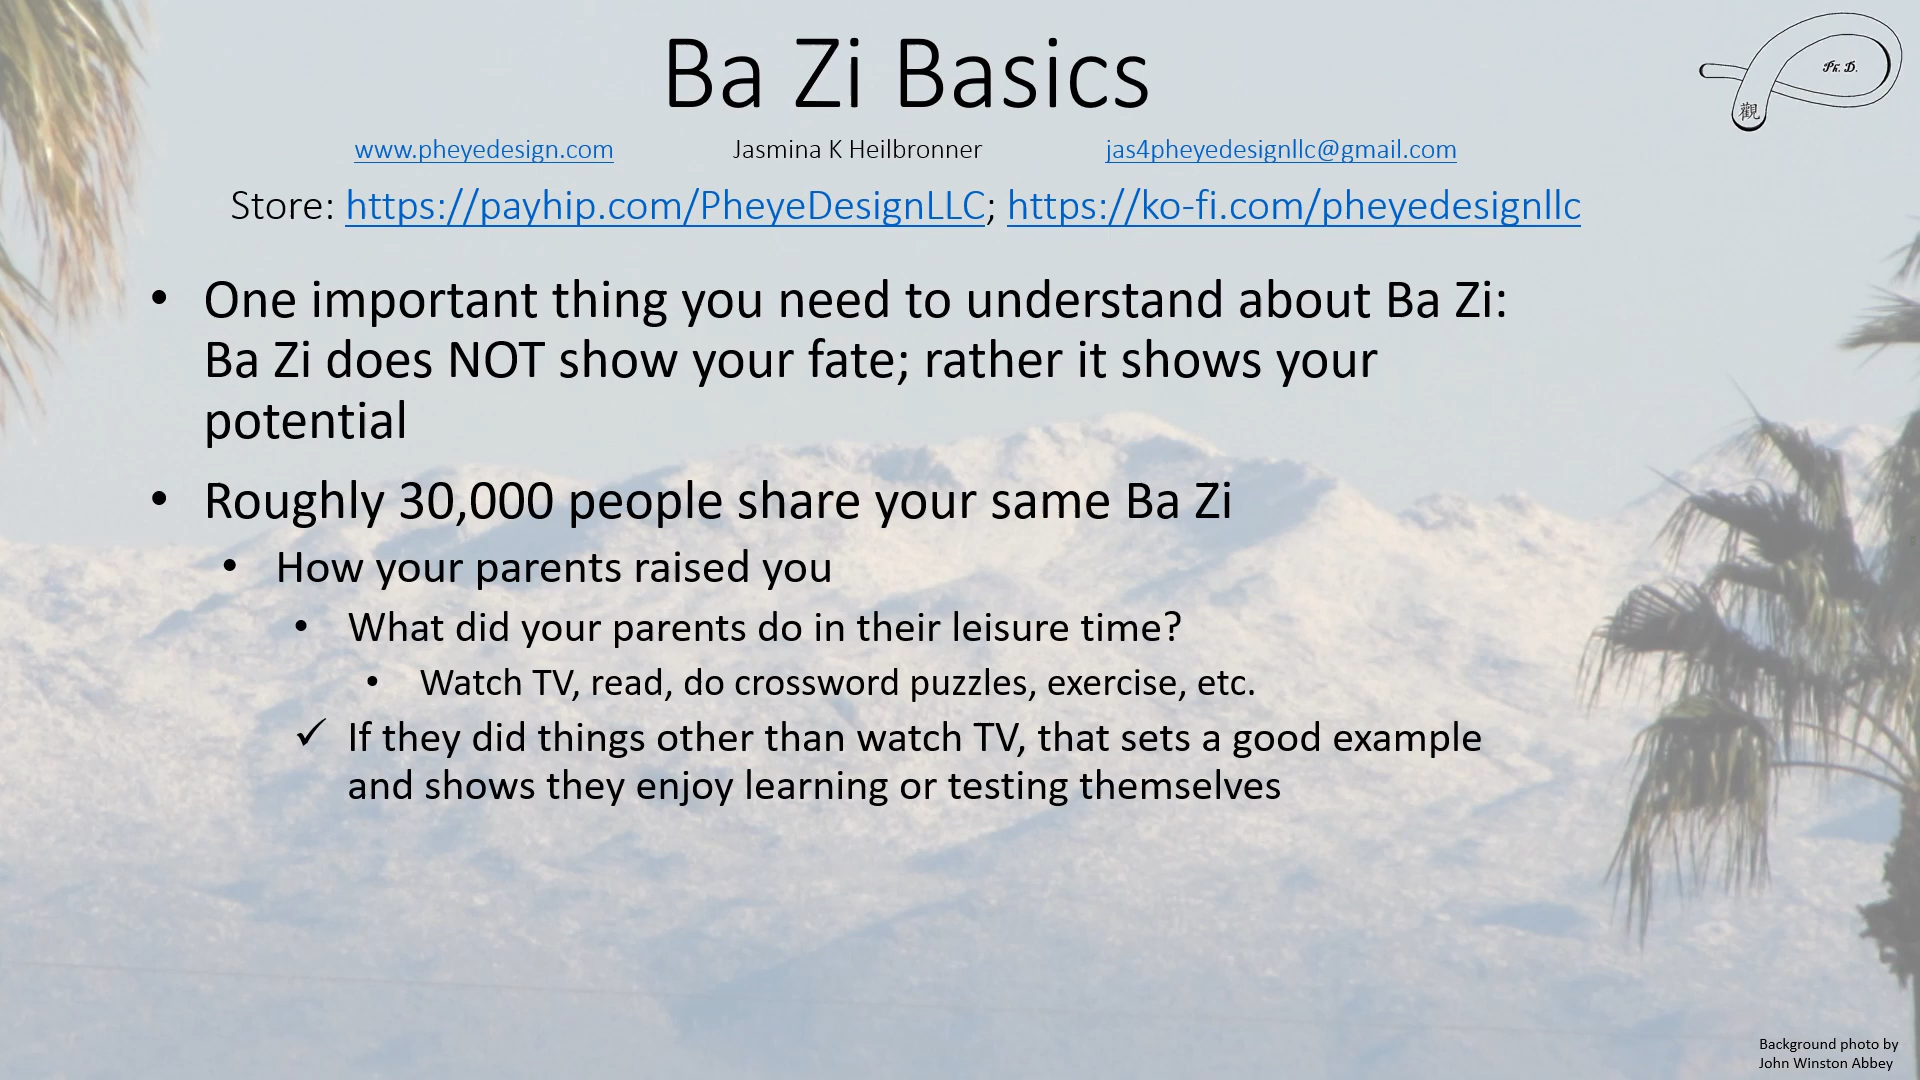 Ba Zi Basics
Ph. D.
觀
www.pheyedesign.com Jasmina K Heilbronner jas4pheyedesignllc@gmail.com
Store: https://payhip.com/PheyeDesignLLC; https://ko-fi.com/pheyedesignllc
• One important thing you need to understand about Ba Zi:
Ba Zi does NOT show your fate; rather it shows your
potential
• Roughly 30,000 people share your same Ba Zi
• How your parents raised you
• What did your parents do in their leisure time?
• Watch TV, read, do crossword puzzles, exercise, etc.
✓ If they did things other than watch TV, that sets a good example
and shows they enjoy learning or testing themselves
Background photo by
John Winston Abbey